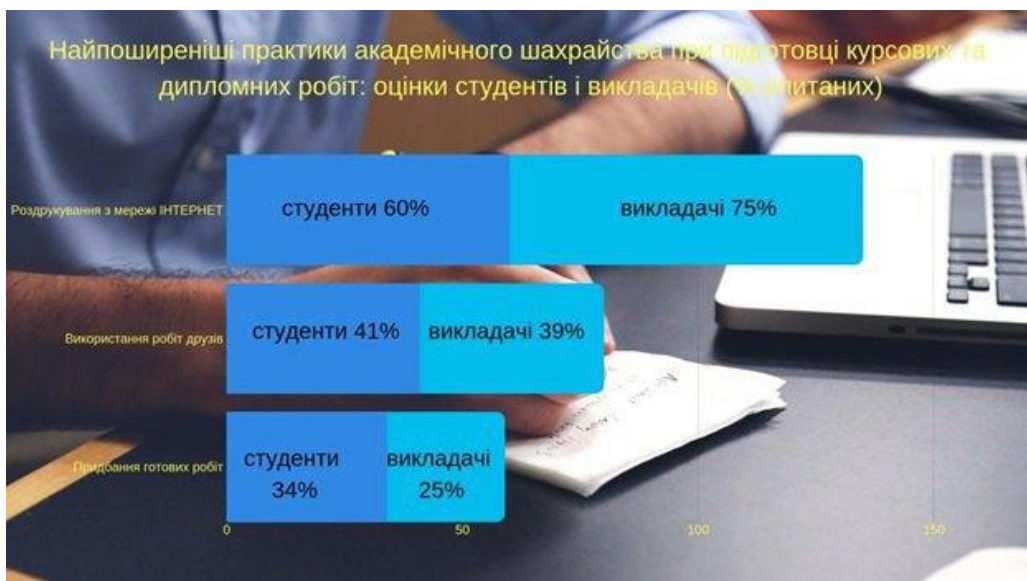 Найпоширеніші практики академічного шахрайства при підготовці курсових та
дипломних робіт: оцінки студентів і викладачів (% опитаних)
Роздрукування з мережі ІНТЕРНЕТ
студенти 60%
викладачі 75%
Використання робіт друзів
студенти 41%
викладачі 39%
Придбання готових робіт
студенти
34%
викладачі
25%
0
50
100
150